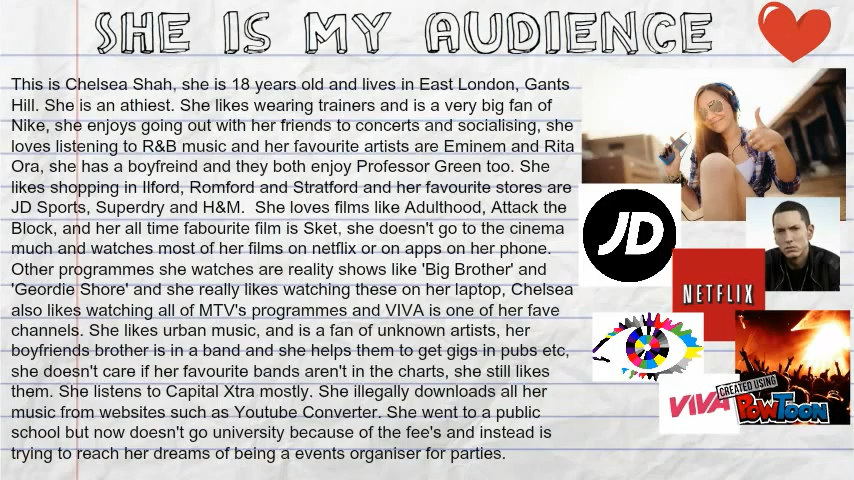 SHE IS MY AUDIENCE
This is Chelsea Shah, she is 18 years old and lives in East London, Gants
Hill. She is an athiest. She likes wearing trainers and is a very big fan of
Nike, she enjoys going out with her friends to concerts and socialising, she
loves listening to R&B music and her favourite artists are Eminem and Rita
Ora, she has a boyfreind and they both enjoy Professor Green too. She
likes shopping in Ilford, Romford and Stratford and her favourite stores are
JD Sports, Superdry and H&M.  She loves films like Adulthood, Attack the
Block, and her all time fabourite film is Sket, she doesn't go to the cinema
much and watches most of her films on netflix or on apps on her phone.
Other programmes she watches are reality shows like 'Big Brother' and
'Geordie Shore' and she really likes watching these on her laptop, Chelsea
also likes watching all of MTV's programmes and VIVA is one of her fave
channels. She likes urban music, and is a fan of unknown artists, her
boyfriends brother is in a band and she helps them to get gigs in pubs etc,
she doesn't care if her favourite bands aren't in the charts, she still likes
them. She listens to Capital Xtra mostly. She illegally downloads all her
music from websites such as Youtube Converter. She went to a public
school but now doesn't go university because of the fee's and instead is
trying to reach her dreams of being a events organiser for parties.
JD
NETFLIX
VIVA
CREATED USING
POWTOON